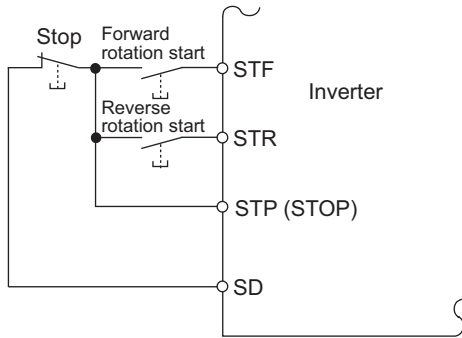 Stop
Forward
rotation start
STF
Inverter
Reverse
rotation start
STR
STP (STOP)
SD